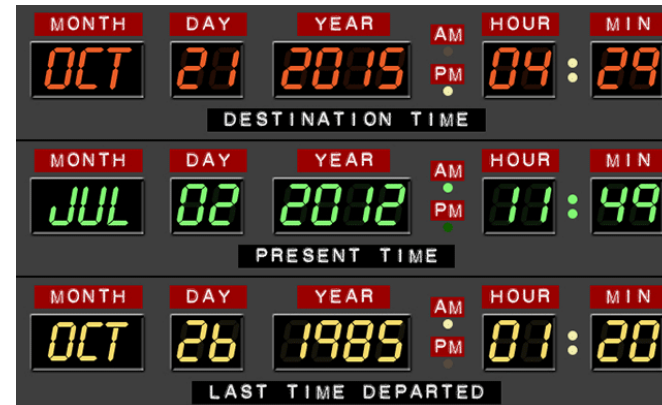 MONTH DAY YEAR AM HOUR MIN
OCT 21 2015 PM 04 : 29
DESTINATION TIME
MONTH DAY YEAR AM HOUR MIN
JUL 02 2012 PM 11 : 49
PRESENT TIME
MONTH DAY YEAR AM HOUR MIN
OCT 26 1985 PM 01 : 20
LAST TIME DEPARTED